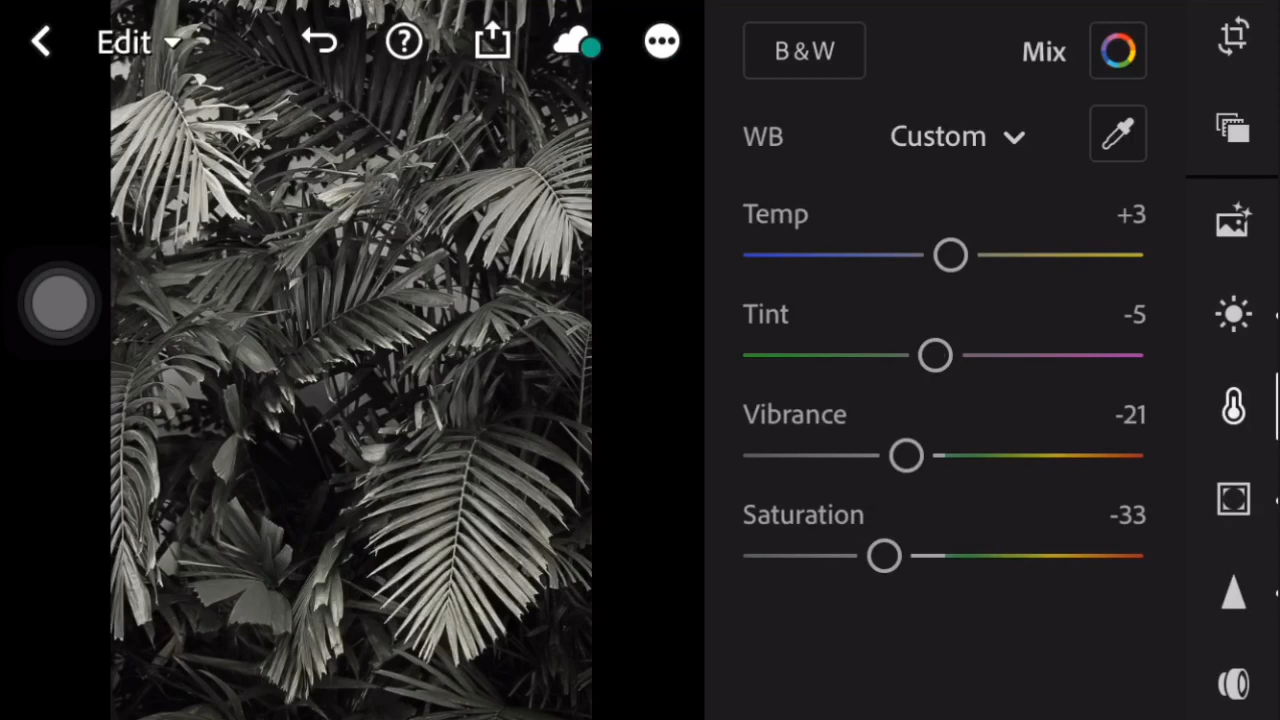 Edit
B&W
Mix
WB
Custom
Temp
+3
Tint
-5
Vibrance
-21
Saturation
-33